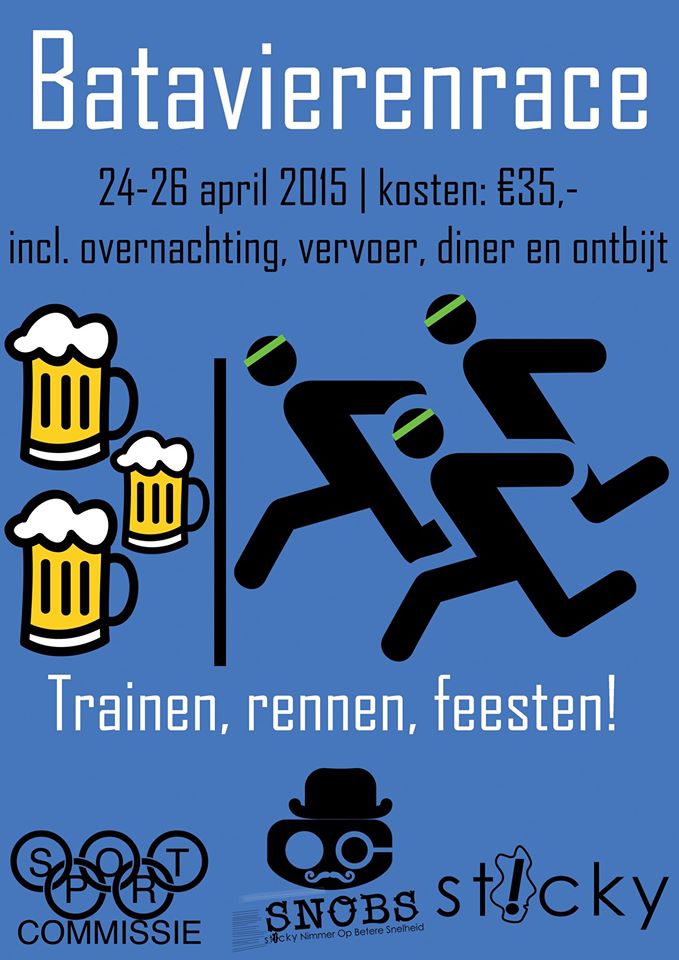 Batavierenrace
24-26 april 2015 | kosten: €35,-
incl. overnachting, vervoer, diner en ontbijt
Trainen, rennen, feesten!
SPORT
COMMISSIE
SNOBS
st!cky Nimmer Op Betere Snelheid
st!cky